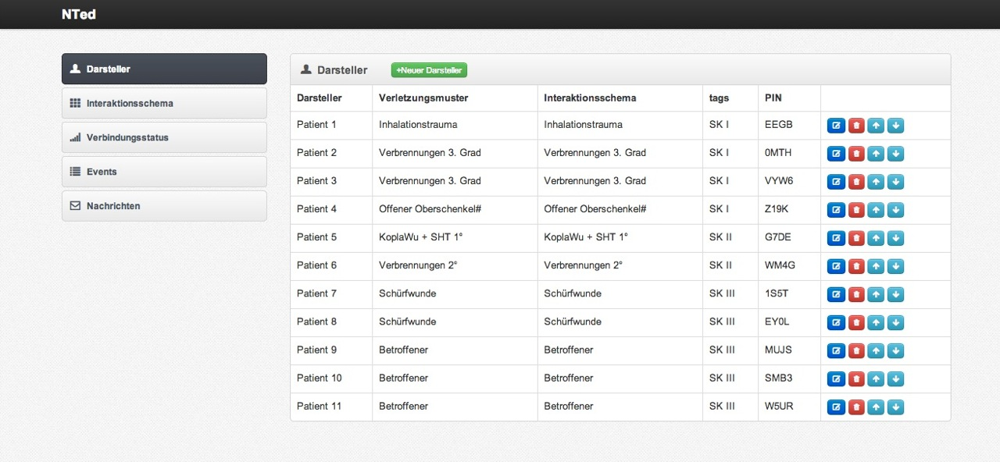 NTed
Darsteller
Interaktionsschema
Verbindungsstatus
Events
Nachrichten
Darsteller +Neuer Darsteller
Darsteller Verletzungsmuster Interaktionsschema tags PIN
Patient 1 Inhalationstrauma Inhalationstrauma SK I EEGB
Patient 2 Verbrennungen 3. Grad Verbrennungen 3. Grad SK I 0MTH
Patient 3 Verbrennungen 3. Grad Verbrennungen 3. Grad SK I VYW6
Patient 4 Offener Oberschenkel# Offener Oberschenkel# SK I Z19K
Patient 5 KoplaWu + SHT 1° KoplaWu + SHT 1° SK II G7DE
Patient 6 Verbrennungen 2° Verbrennungen 2° SK II WM4G
Patient 7 Schürfwunde Schürfwunde SK III 1S5T
Patient 8 Schürfwunde Schürfwunde SK III EY0L
Patient 9 Betroffener Betroffener SK III MUJS
Patient 10 Betroffener Betroffener SK III SMB3
Patient 11 Betroffener Betroffener SK III W5UR